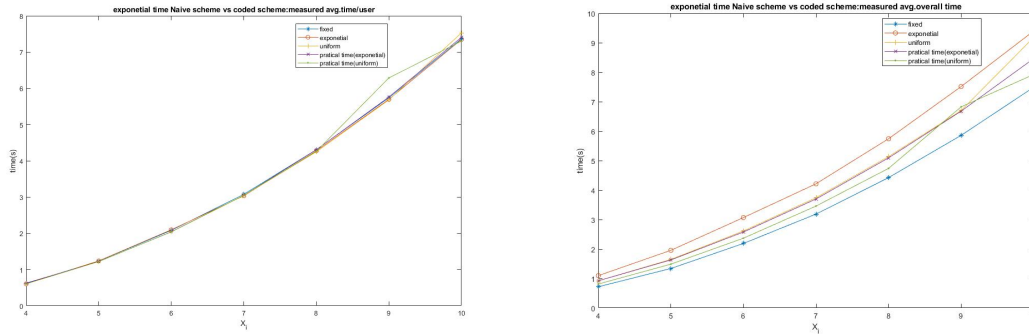 exponetial time Naive scheme vs coded scheme:measured avg.time/user
fixed
exponetial
uniform
pratical time(exponetial)
pratical time(uniform)
time(s)
8
7
6
5
4
3
2
1
0
4 5 6 7 8 9 10
X_i
exponetial time Naive scheme vs coded scheme:measured avg.overall time
fixed
exponetial
uniform
pratical time(exponetial)
pratical time(uniform)
time(s)
10
9
8
7
6
5
4
3
2
1
0
4 5 6 7 8 9
X_i